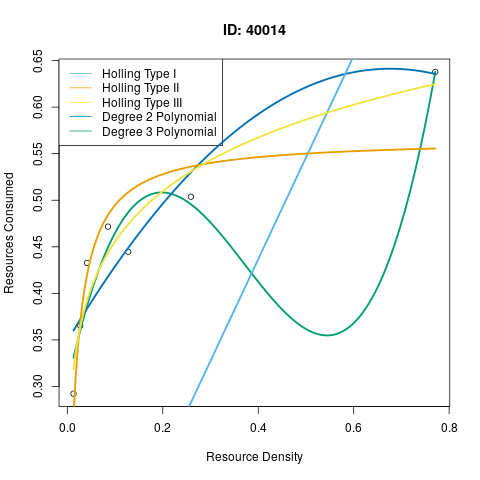 ID: 40014
Holling Type I
Holling Type II
Holling Type III
Degree 2 Polynomial
Degree 3 Polynomial
Resources Consumed
0.65
0.60
0.55
0.50
0.45
0.40
0.35
0.30
0.0 0.2 0.4 0.6 0.8
Resource Density